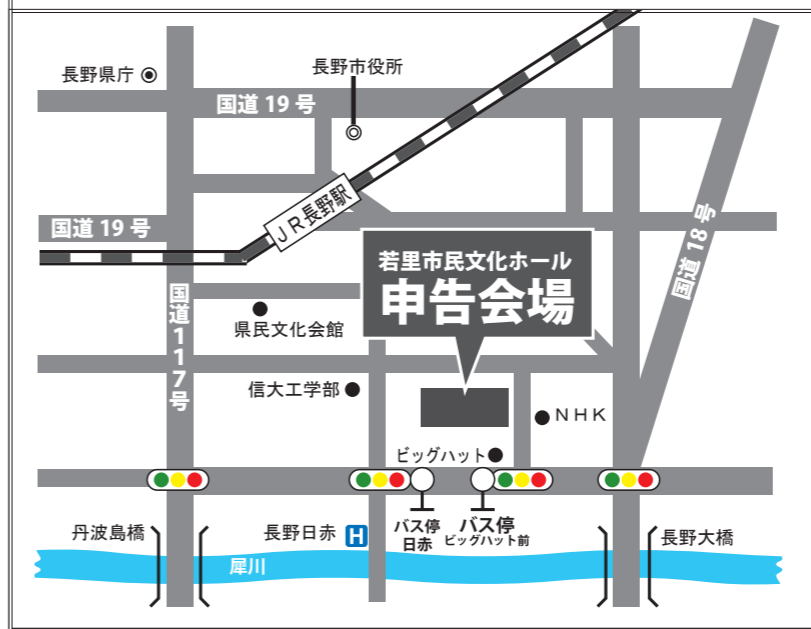 長野県庁
長野市役所
国道 19 号
JR長野駅
国道 19 号
国道 18 号
若里市民文化ホール
申告会場
国道117号
県民文化会館
信大工学部
NHK
ビッグハット
バス停
日赤
バス停
ビッグハット前
丹波島橋
長野日赤 H
長野大橋
犀川